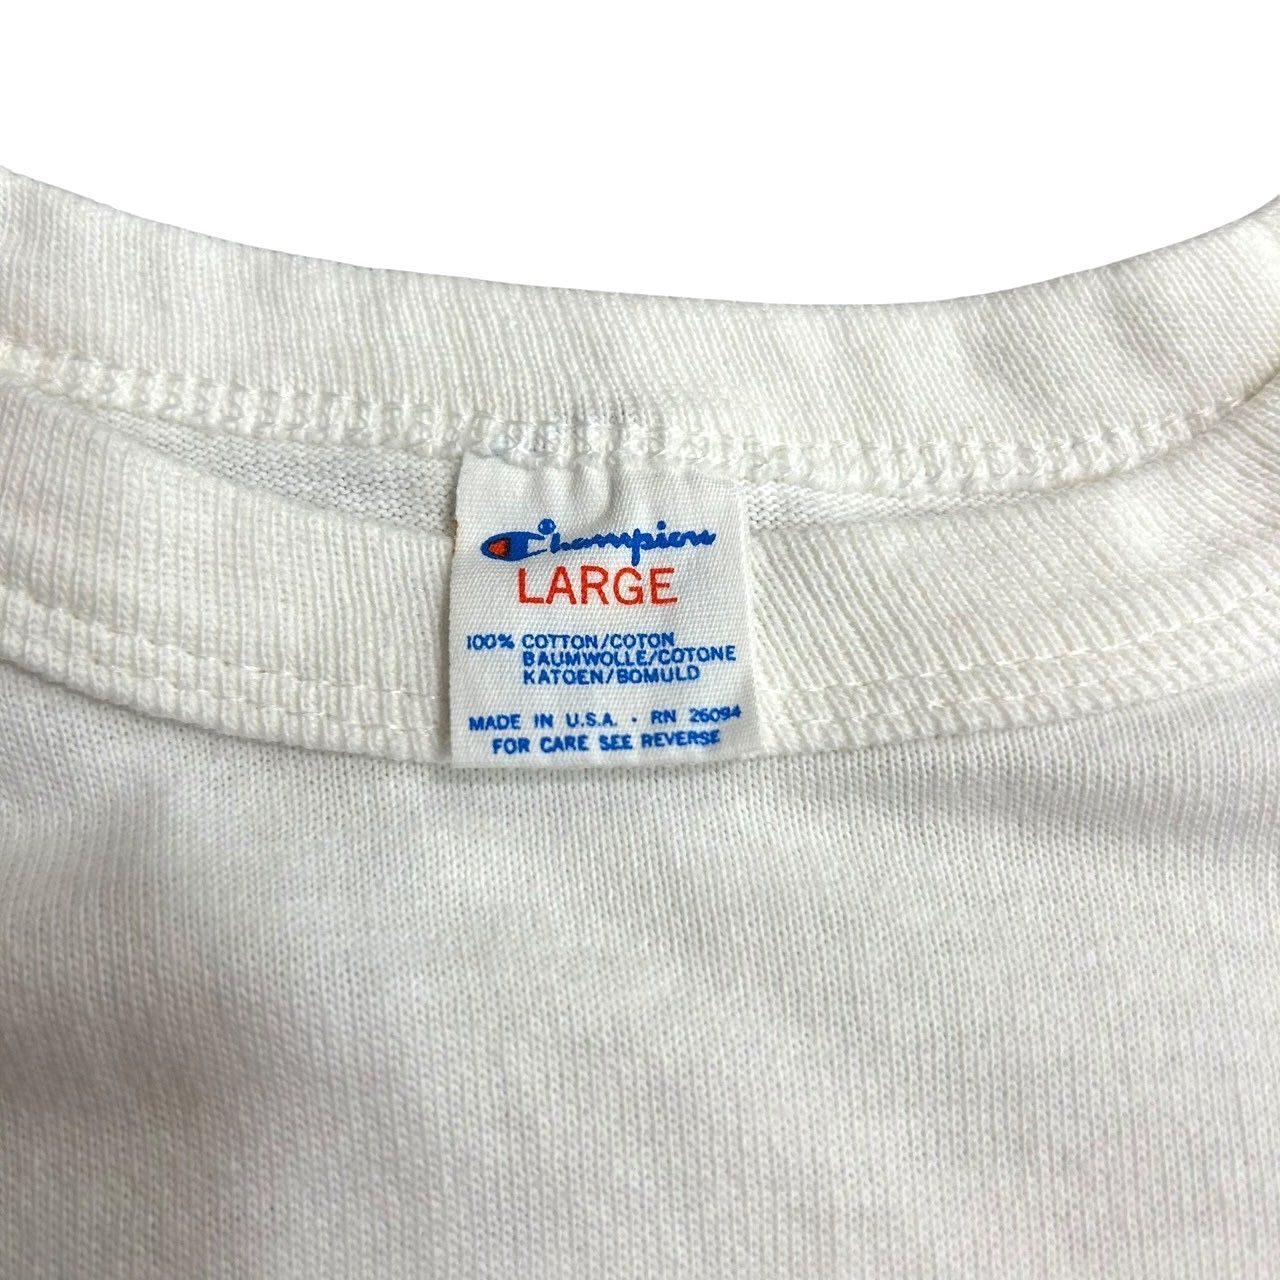 Champion
LARGE
100% COTTON/COTON
BAUMWOLLE/COTONE
KATOEN/BOMULD
MADE IN U.S.A. · RN 26094
FOR CARE SEE REVERSE